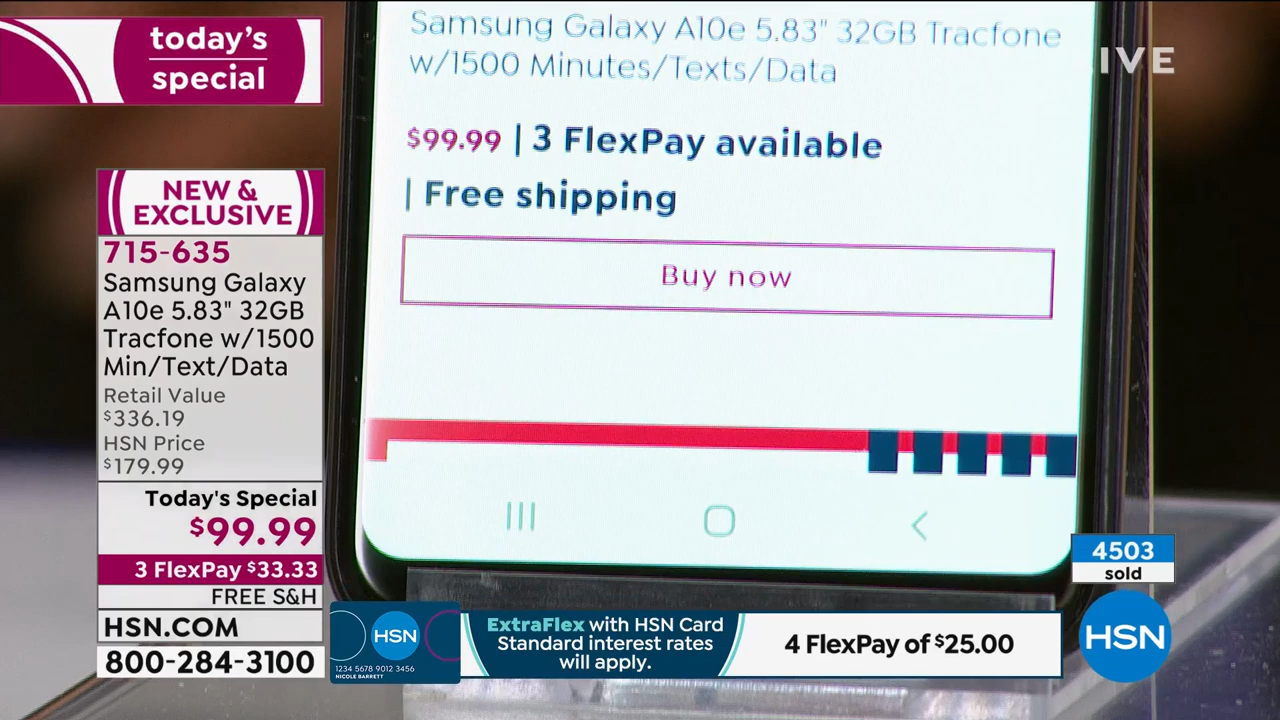 today's
special
NEW &
EXCLUSIVE
715-635
Samsung Galaxy
A10e 5.83" 32GB
Tracfone w/1500
Min/Text/Data
Retail Value
$336.19
HSN Price
$179.99
Today's Special
$99.99
3 FlexPay $33.33
FREE S&H
HSN.COM
800-284-3100
Samsung Galaxy A10e 5.83" 32GB Tracfone
w/1500 Minutes/Texts/Data
$99.99 | 3 FlexPay available
| Free shipping
Buy now
IVE
4503
sold
HSN
1234 5678 9012 3456
NICOLE BARRETT
ExtraFlex with HSN Card
Standard interest rates
will apply.
4 FlexPay of $25.00
HSN